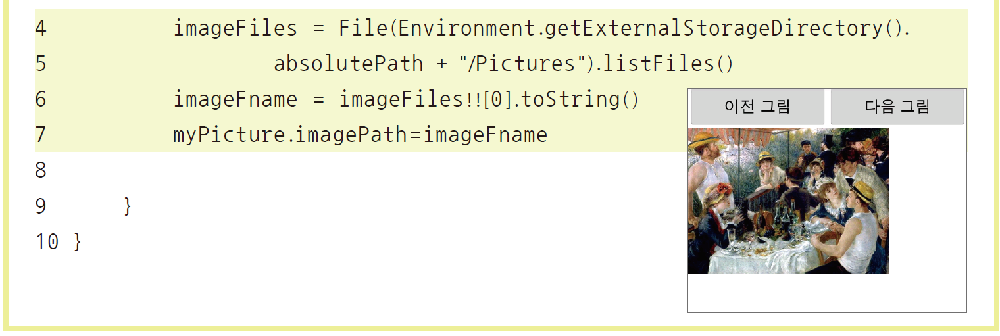 4 imageFiles = File(Environment.getExternalStorageDirectory().
5 absolutePath + "/Pictures").listFiles()
6 imageFname = imageFiles!![0].toString()
7 myPicture.imagePath=imageFname
8
9 }
10 }
이전 그림 다음 그림